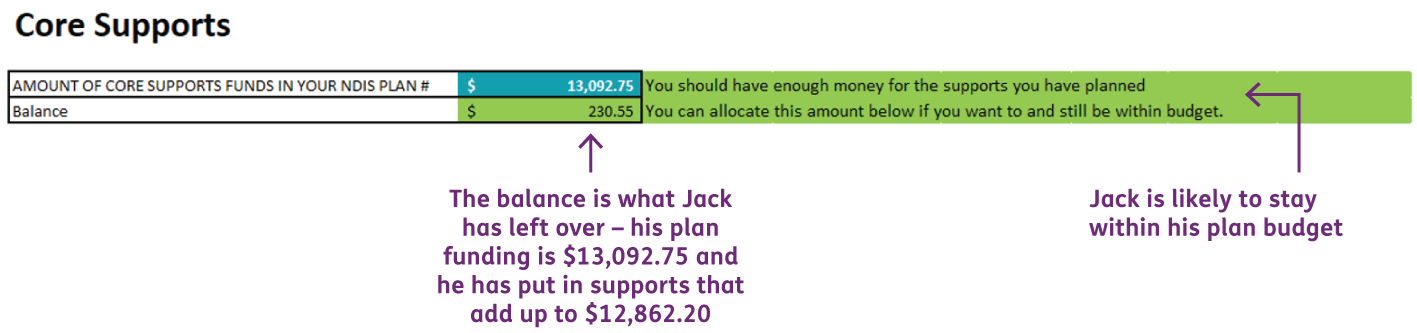 Core Supports
AMOUNT OF CORE SUPPORTS FUNDS IN YOUR NDIS PLAN # $ 13,092.75 You should have enough money for the supports you have planned
Balance $ 230.55 You can allocate this amount below if you want to and still be within budget.
The balance is what Jack
has left over – his plan
funding is $13,092.75 and
he has put in supports that
add up to $12,862.20
Jack is likely to stay
within his plan budget